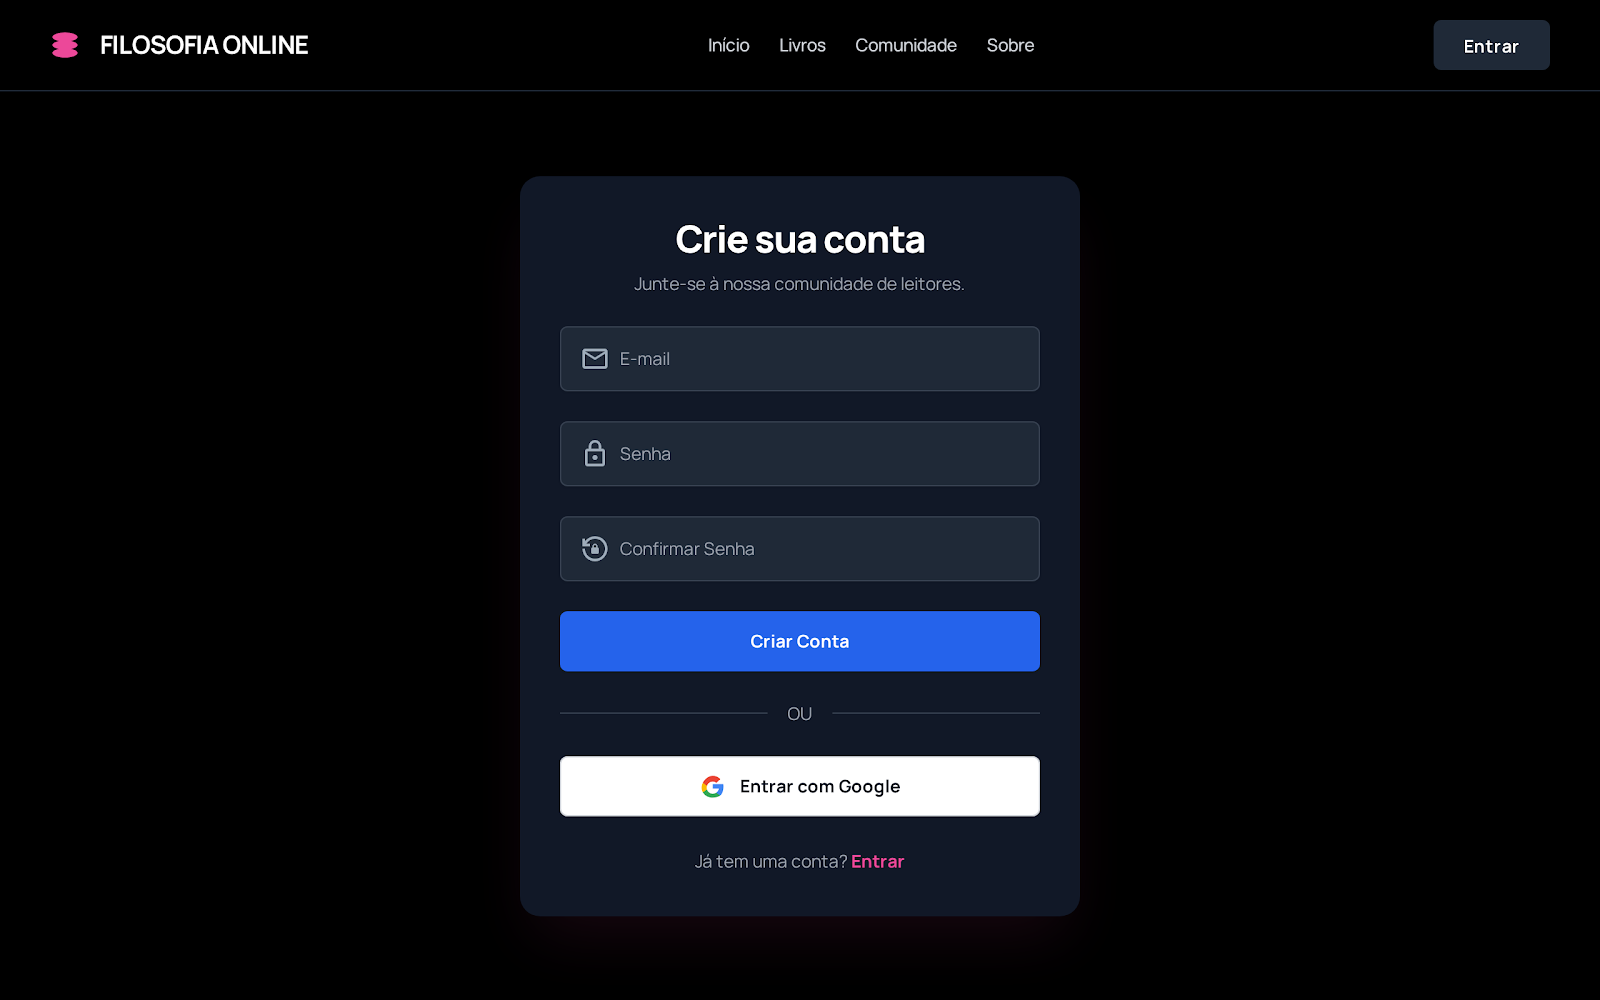 FILOSOFIA ONLINE
Início Livros Comunidade Sobre
Entrar
Crie sua conta
Junte-se à nossa comunidade de leitores.
E-mail
Senha
Confirmar Senha
Criar Conta
OU
Entrar com Google
Já tem uma conta? Entrar